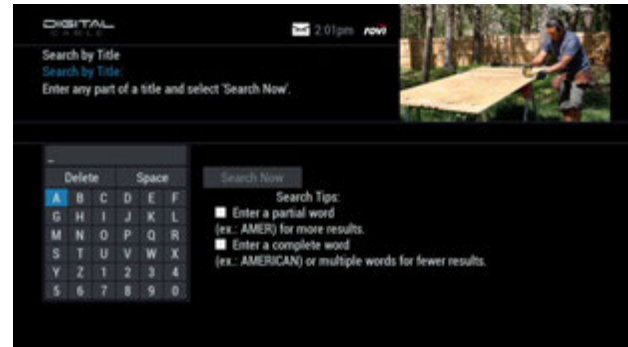 DIGITAL
CABLE
2:01pm rovi
Search by Title
Search by Title:
Enter any part of a title and select 'Search Now'.
_
Delete Space
A B C D E F
G H I J K L
M N O P Q R
S T U V W X
Y Z 1 2 3 4
5 6 7 8 9 0
Search Now
Search Tips:
Enter a partial word
(ex.: AMER) for more results.
Enter a complete word
(ex.: AMERICAN) or multiple words for fewer results.